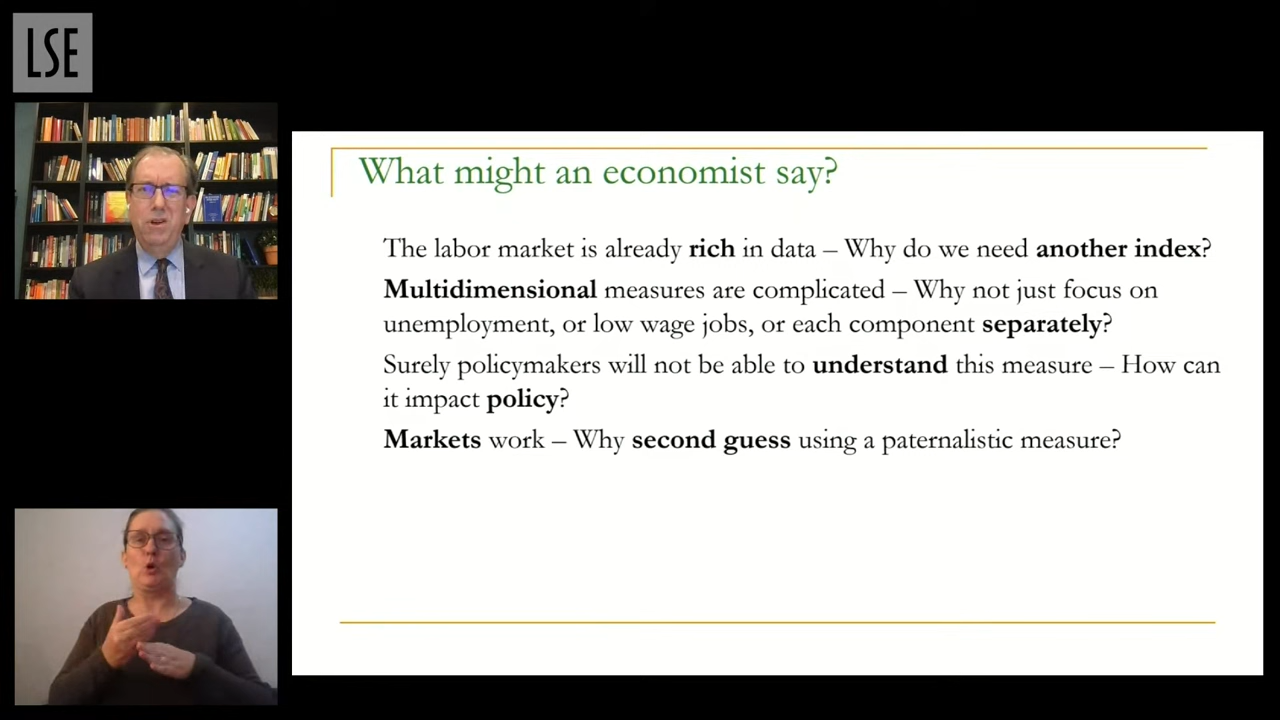 LSE
What might an economist say?
The labor market is already rich in data – Why do we need another index?
Multidimensional measures are complicated – Why not just focus on
unemployment, or low wage jobs, or each component separately?
Surely policymakers will not be able to understand this measure – How can
it impact policy?
Markets work – Why second guess using a paternalistic measure?